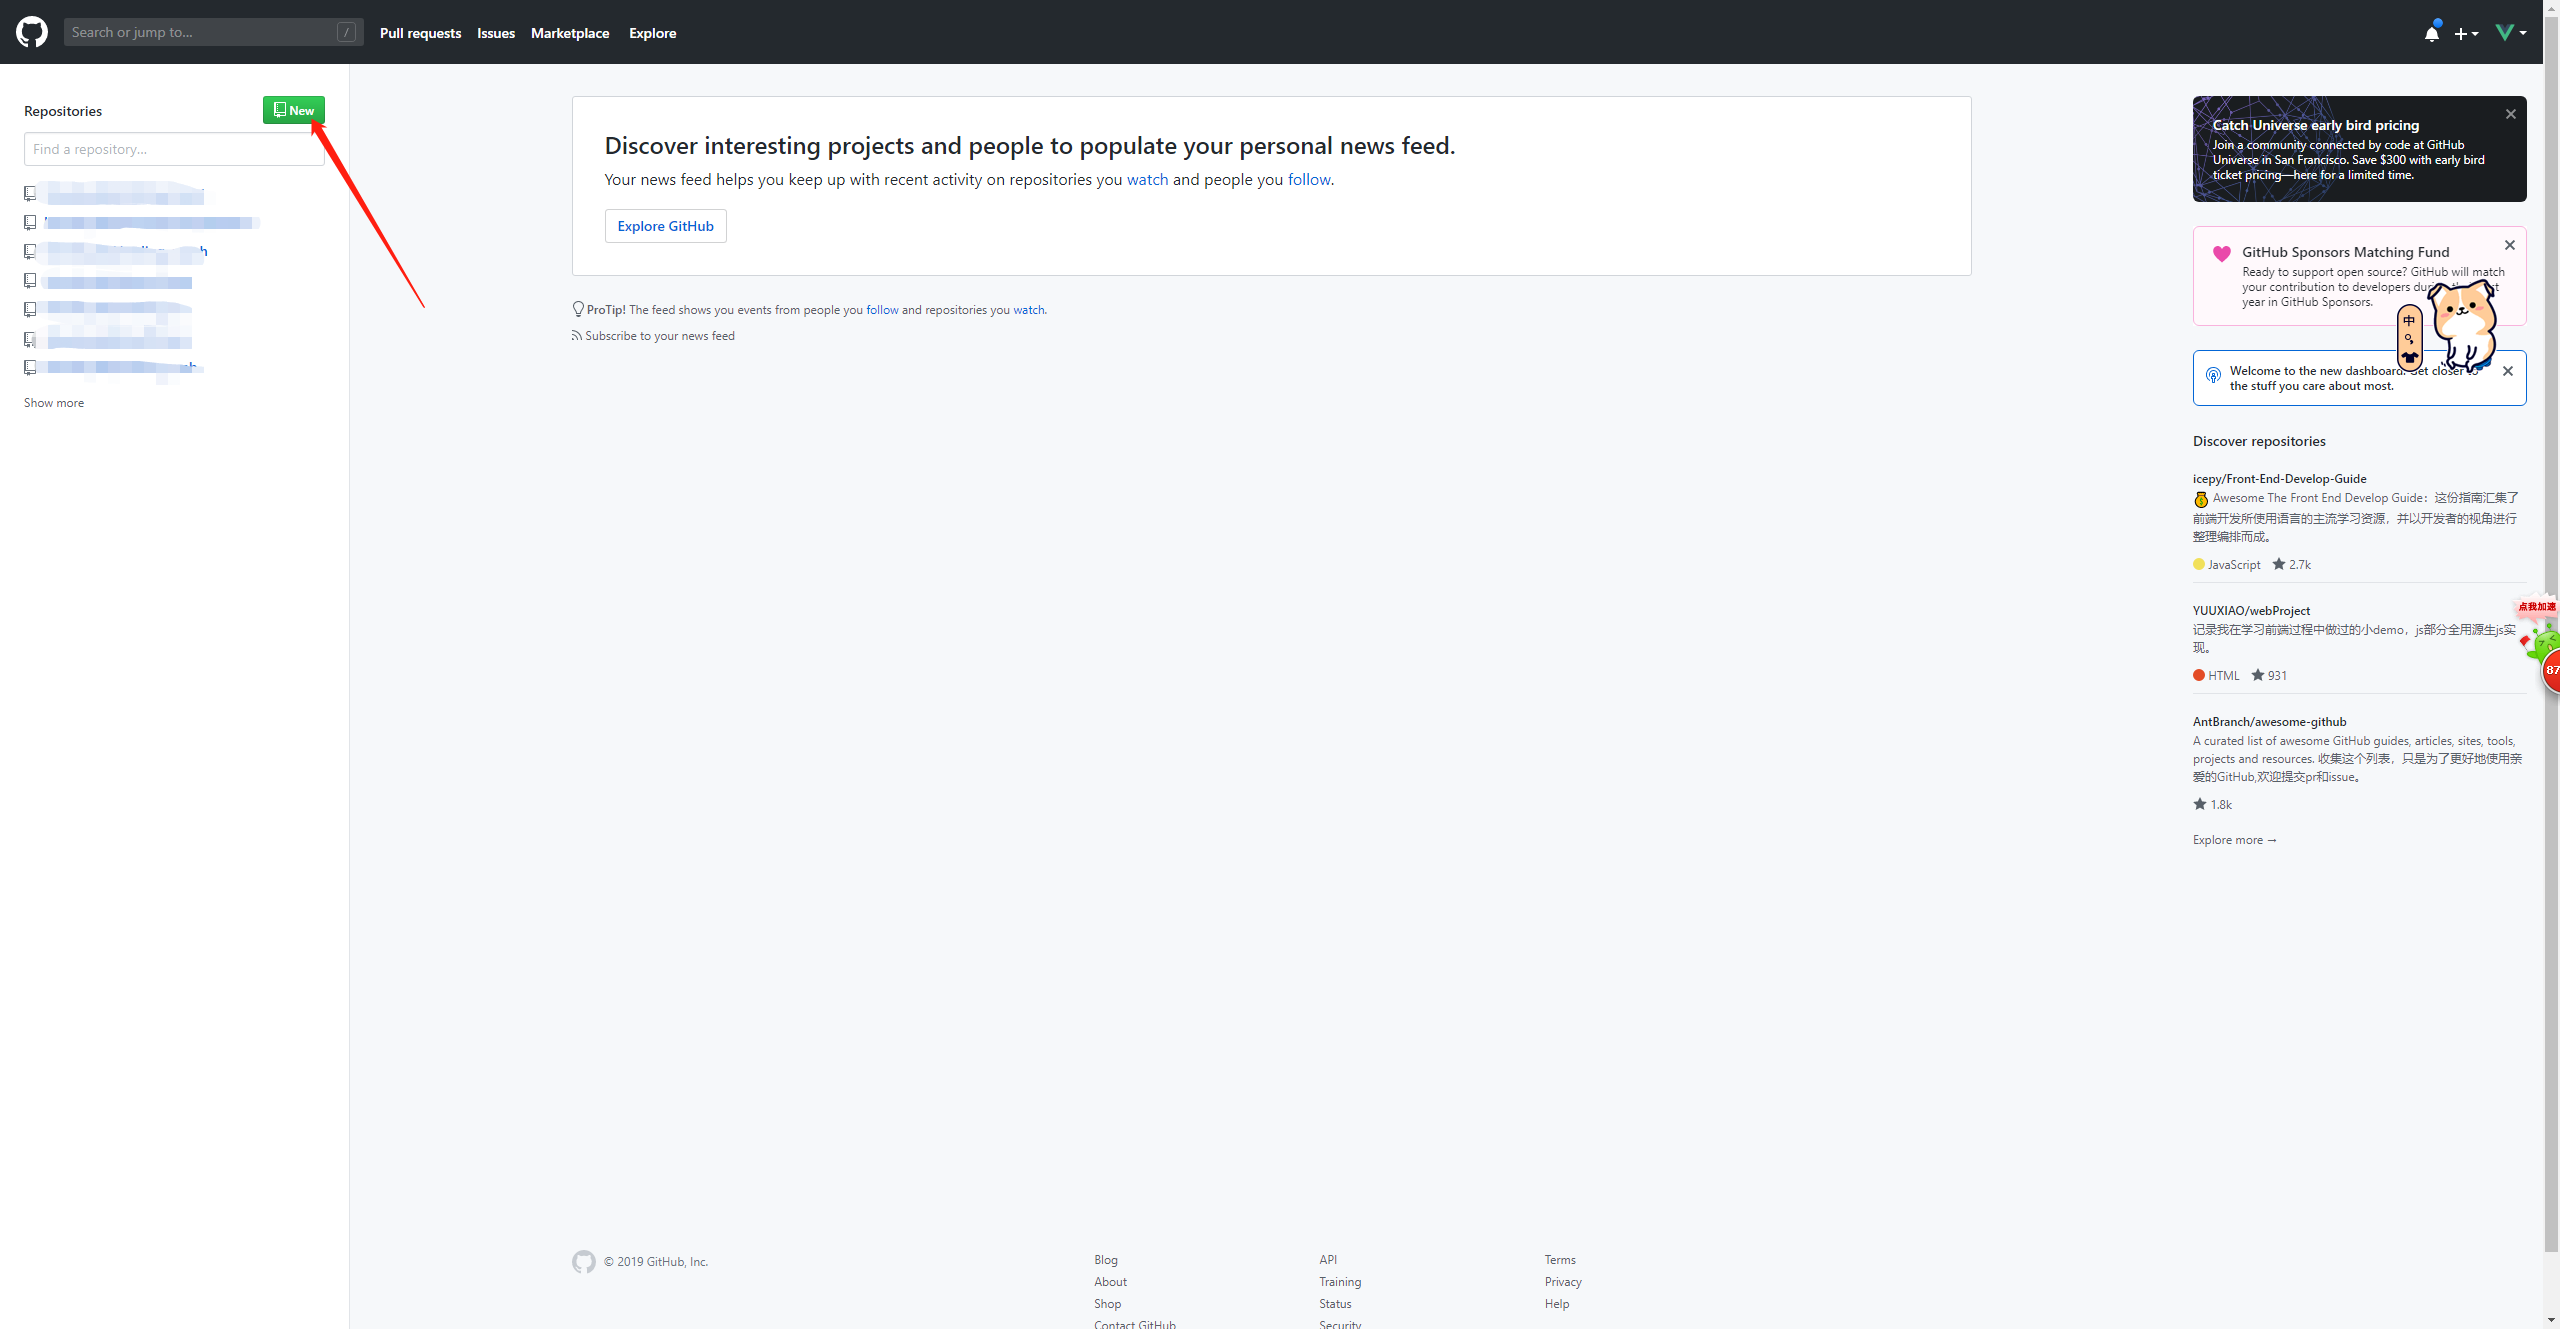 Search or jump to...
/
Pull requests
Issues
Marketplace
Explore
Repositories
New
Find a repository...
Show more
Discover interesting projects and people to populate your personal news feed.
Your news feed helps you keep up with recent activity on repositories you watch and people you follow.
Explore GitHub
ProTip! The feed shows you events from people you follow and repositories you watch.
Subscribe to your news feed
Catch Universe early bird pricing
Join a community connected by code at GitHub
Universe in San Francisco. Save $300 with early bird
ticket pricing—here for a limited time.
GitHub Sponsors Matching Fund
Ready to support open source? GitHub will match
your contribution to developers
year in GitHub Sponsors.
中
Welcome to the new dashboard. Get closer to
the stuff you care about most.
Discover repositories
icepy/Front-End-Develop-Guide
Awesome The Front End Develop Guide：这份指南汇集了
前端开发所使用语言的主流学习资源，并以开发者的视角进行
整理编排而成。
JavaScript 2.7k
YUUXIAO/webProject
记录我在学习前端过程中做过的小demo，js部分全用源生js实
现。
HTML 931
AntBranch/awesome-github
A curated list of awesome GitHub guides, articles, sites, tools,
projects and resources. 收集这个列表，只是为了更好地使用亲
爱的GitHub,欢迎提交pr和issue。
1.8k
Explore more →
点我加速
87
© 2019 GitHub, Inc.
Blog
About
Shop
Contact GitHub
API
Training
Status
Security
Terms
Privacy
Help